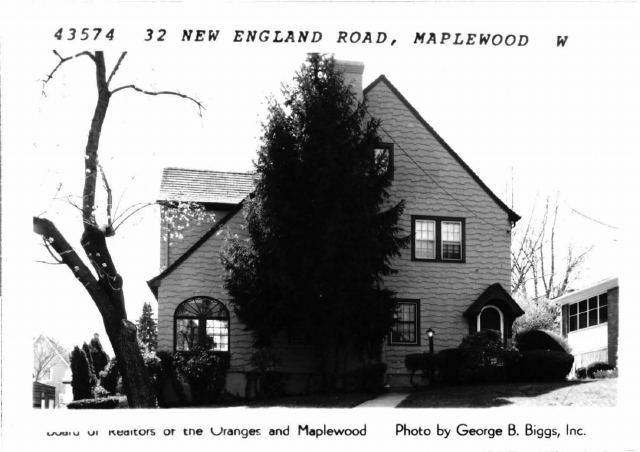 43574 32 NEW ENGLAND ROAD, MAPLEWOOD W
Board of Realtors of the Oranges and Maplewood Photo by George B. Biggs, Inc.